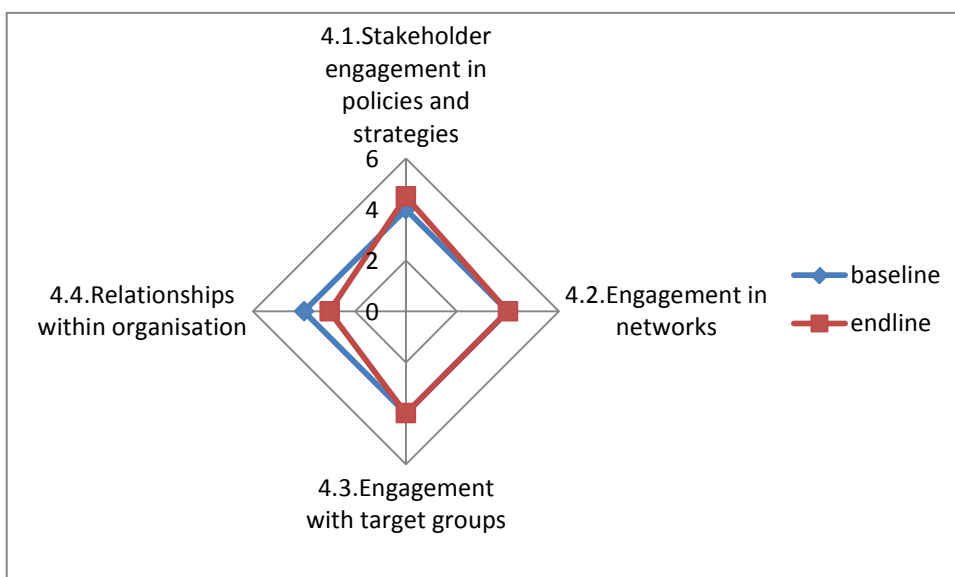 4.1.Stakeholder
engagement in
policies and
strategies
6
4
2
0
4.4.Relationships
within organisation
4.2.Engagement in
networks
4.3.Engagement
with target groups
baseline
endline